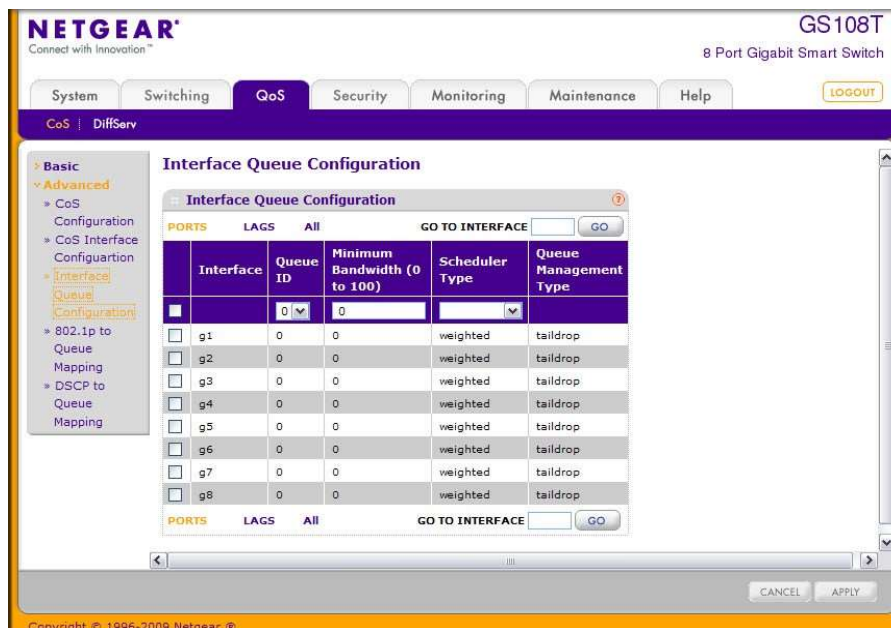 NETGEAR®
Connect with Innovation™
GS108T
8 Port Gigabit Smart Switch
System
Switching
QoS
Security
Monitoring
Maintenance
Help
LOGOUT
CoS
DiffServ
Basic
Advanced
» CoS
Configuration
» CoS Interface
Configuartion
» Interface
Queue
Configuration
» 802.1p to
Queue
Mapping
» DSCP to
Queue
Mapping
Interface Queue Configuration
Interface Queue Configuration
?
PORTS LAGS All GO TO INTERFACE GO
Interface
Queue
ID
Minimum
Bandwidth (0
to 100)
Scheduler
Type
Queue
Management
Type
0 0
g1 0 0 weighted taildrop
g2 0 0 weighted taildrop
g3 0 0 weighted taildrop
g4 0 0 weighted taildrop
g5 0 0 weighted taildrop
g6 0 0 weighted taildrop
g7 0 0 weighted taildrop
g8 0 0 weighted taildrop
PORTS LAGS All GO TO INTERFACE GO
CANCEL
APPLY
Copyright © 1996-2009 Netgear ®